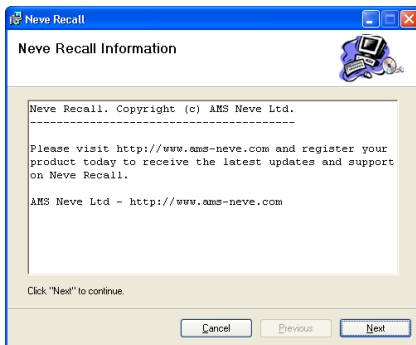 Neve Recall
Neve Recall Information
Neve Recall. Copyright (c) AMS Neve Ltd.
----------------------------------------
Please visit http://www.ams-neve.com and register your
product today to receive the latest updates and support
on Neve Recall.
AMS Neve Ltd - http://www.ams-neve.com
Click "Next" to continue.
Cancel Previous Next